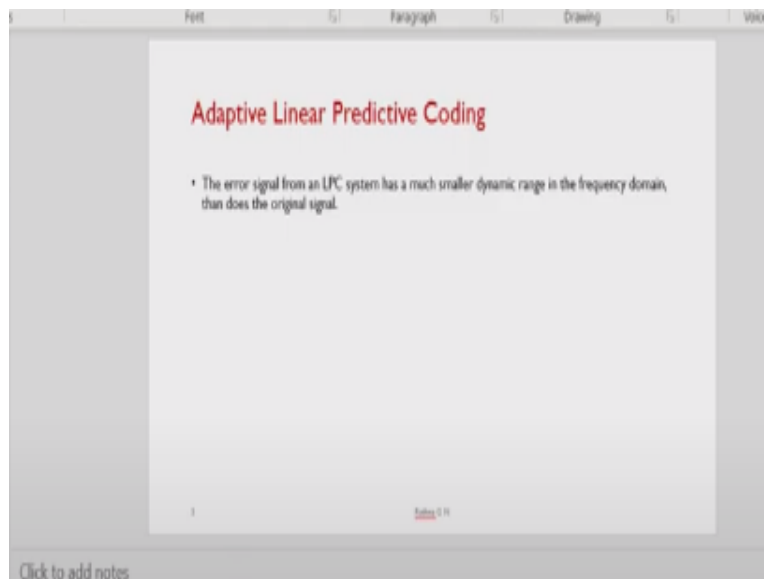 Font Paragraph Drawing Voice
Adaptive Linear Predictive Coding
• The error signal from an LPC system has a much smaller dynamic range in the frequency domain,
than does the original signal.
Click to add notes